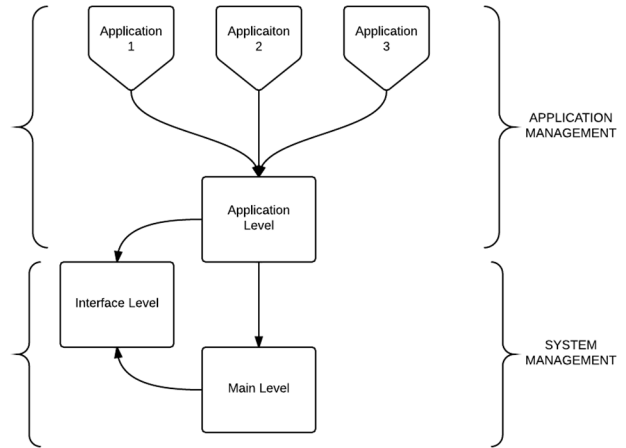 Application
1
Applicaiton
2
Application
3
APPLICATION
MANAGEMENT
Application
Level
Interface Level
SYSTEM
MANAGEMENT
Main Level